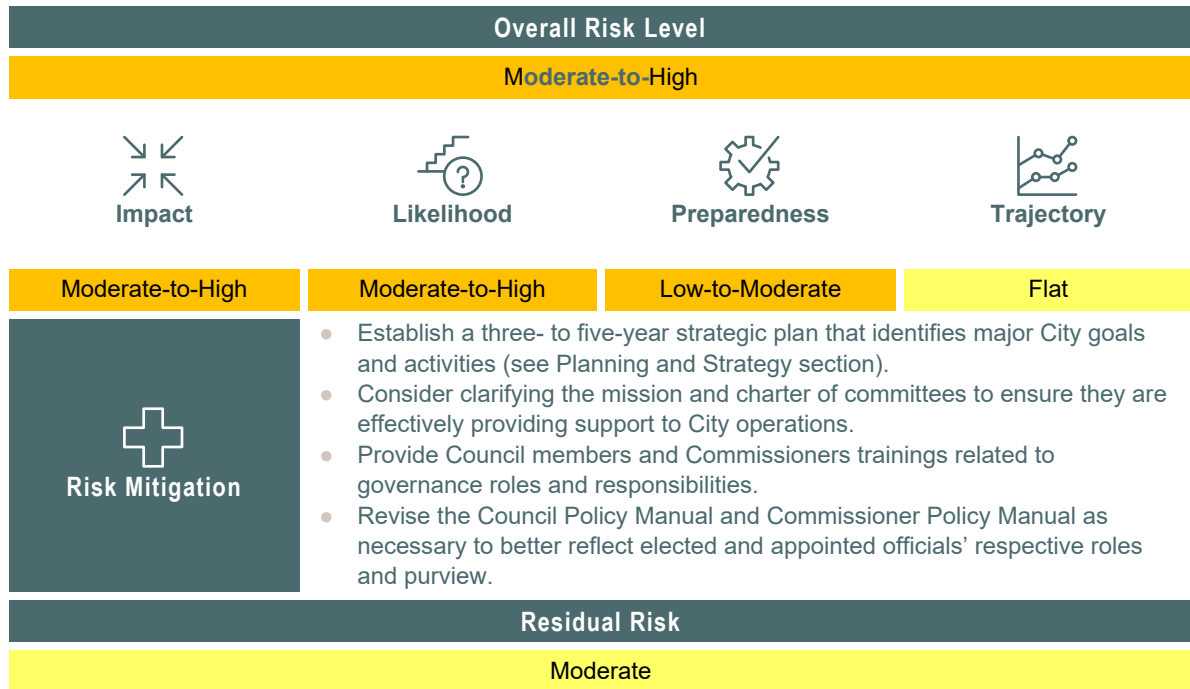 Overall Risk Level
Moderate-to-High
Impact
Likelihood
?
Preparedness
Trajectory
Moderate-to-High
Moderate-to-High
Low-to-Moderate
Flat
Risk Mitigation
● Establish a three- to five-year strategic plan that identifies major City goals
and activities (see Planning and Strategy section).
● Consider clarifying the mission and charter of committees to ensure they are
effectively providing support to City operations.
● Provide Council members and Commissioners trainings related to
governance roles and responsibilities.
● Revise the Council Policy Manual and Commissioner Policy Manual as
necessary to better reflect elected and appointed officials’ respective roles
and purview.
Residual Risk
Moderate